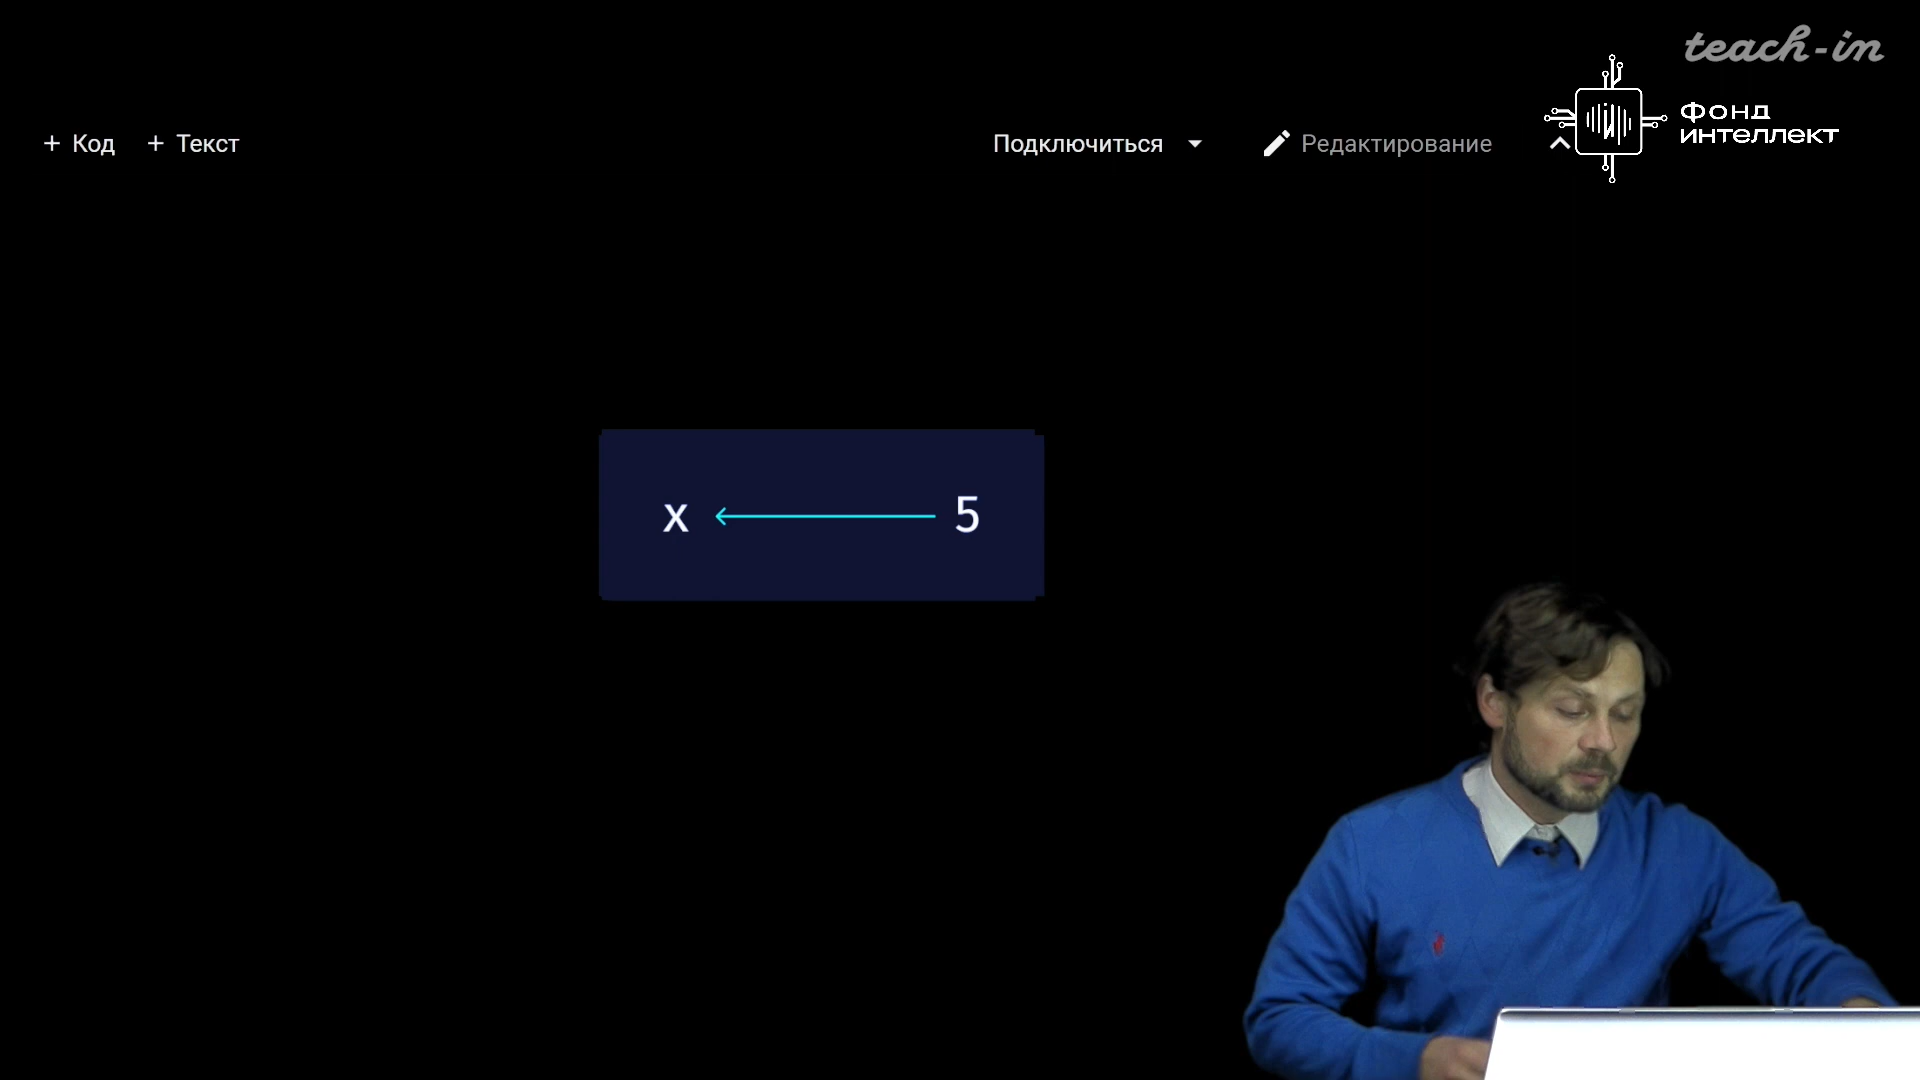 teach-in
Фонд
интеллект
+ Код + Текст
Подключиться
Редактирование
x ← 5